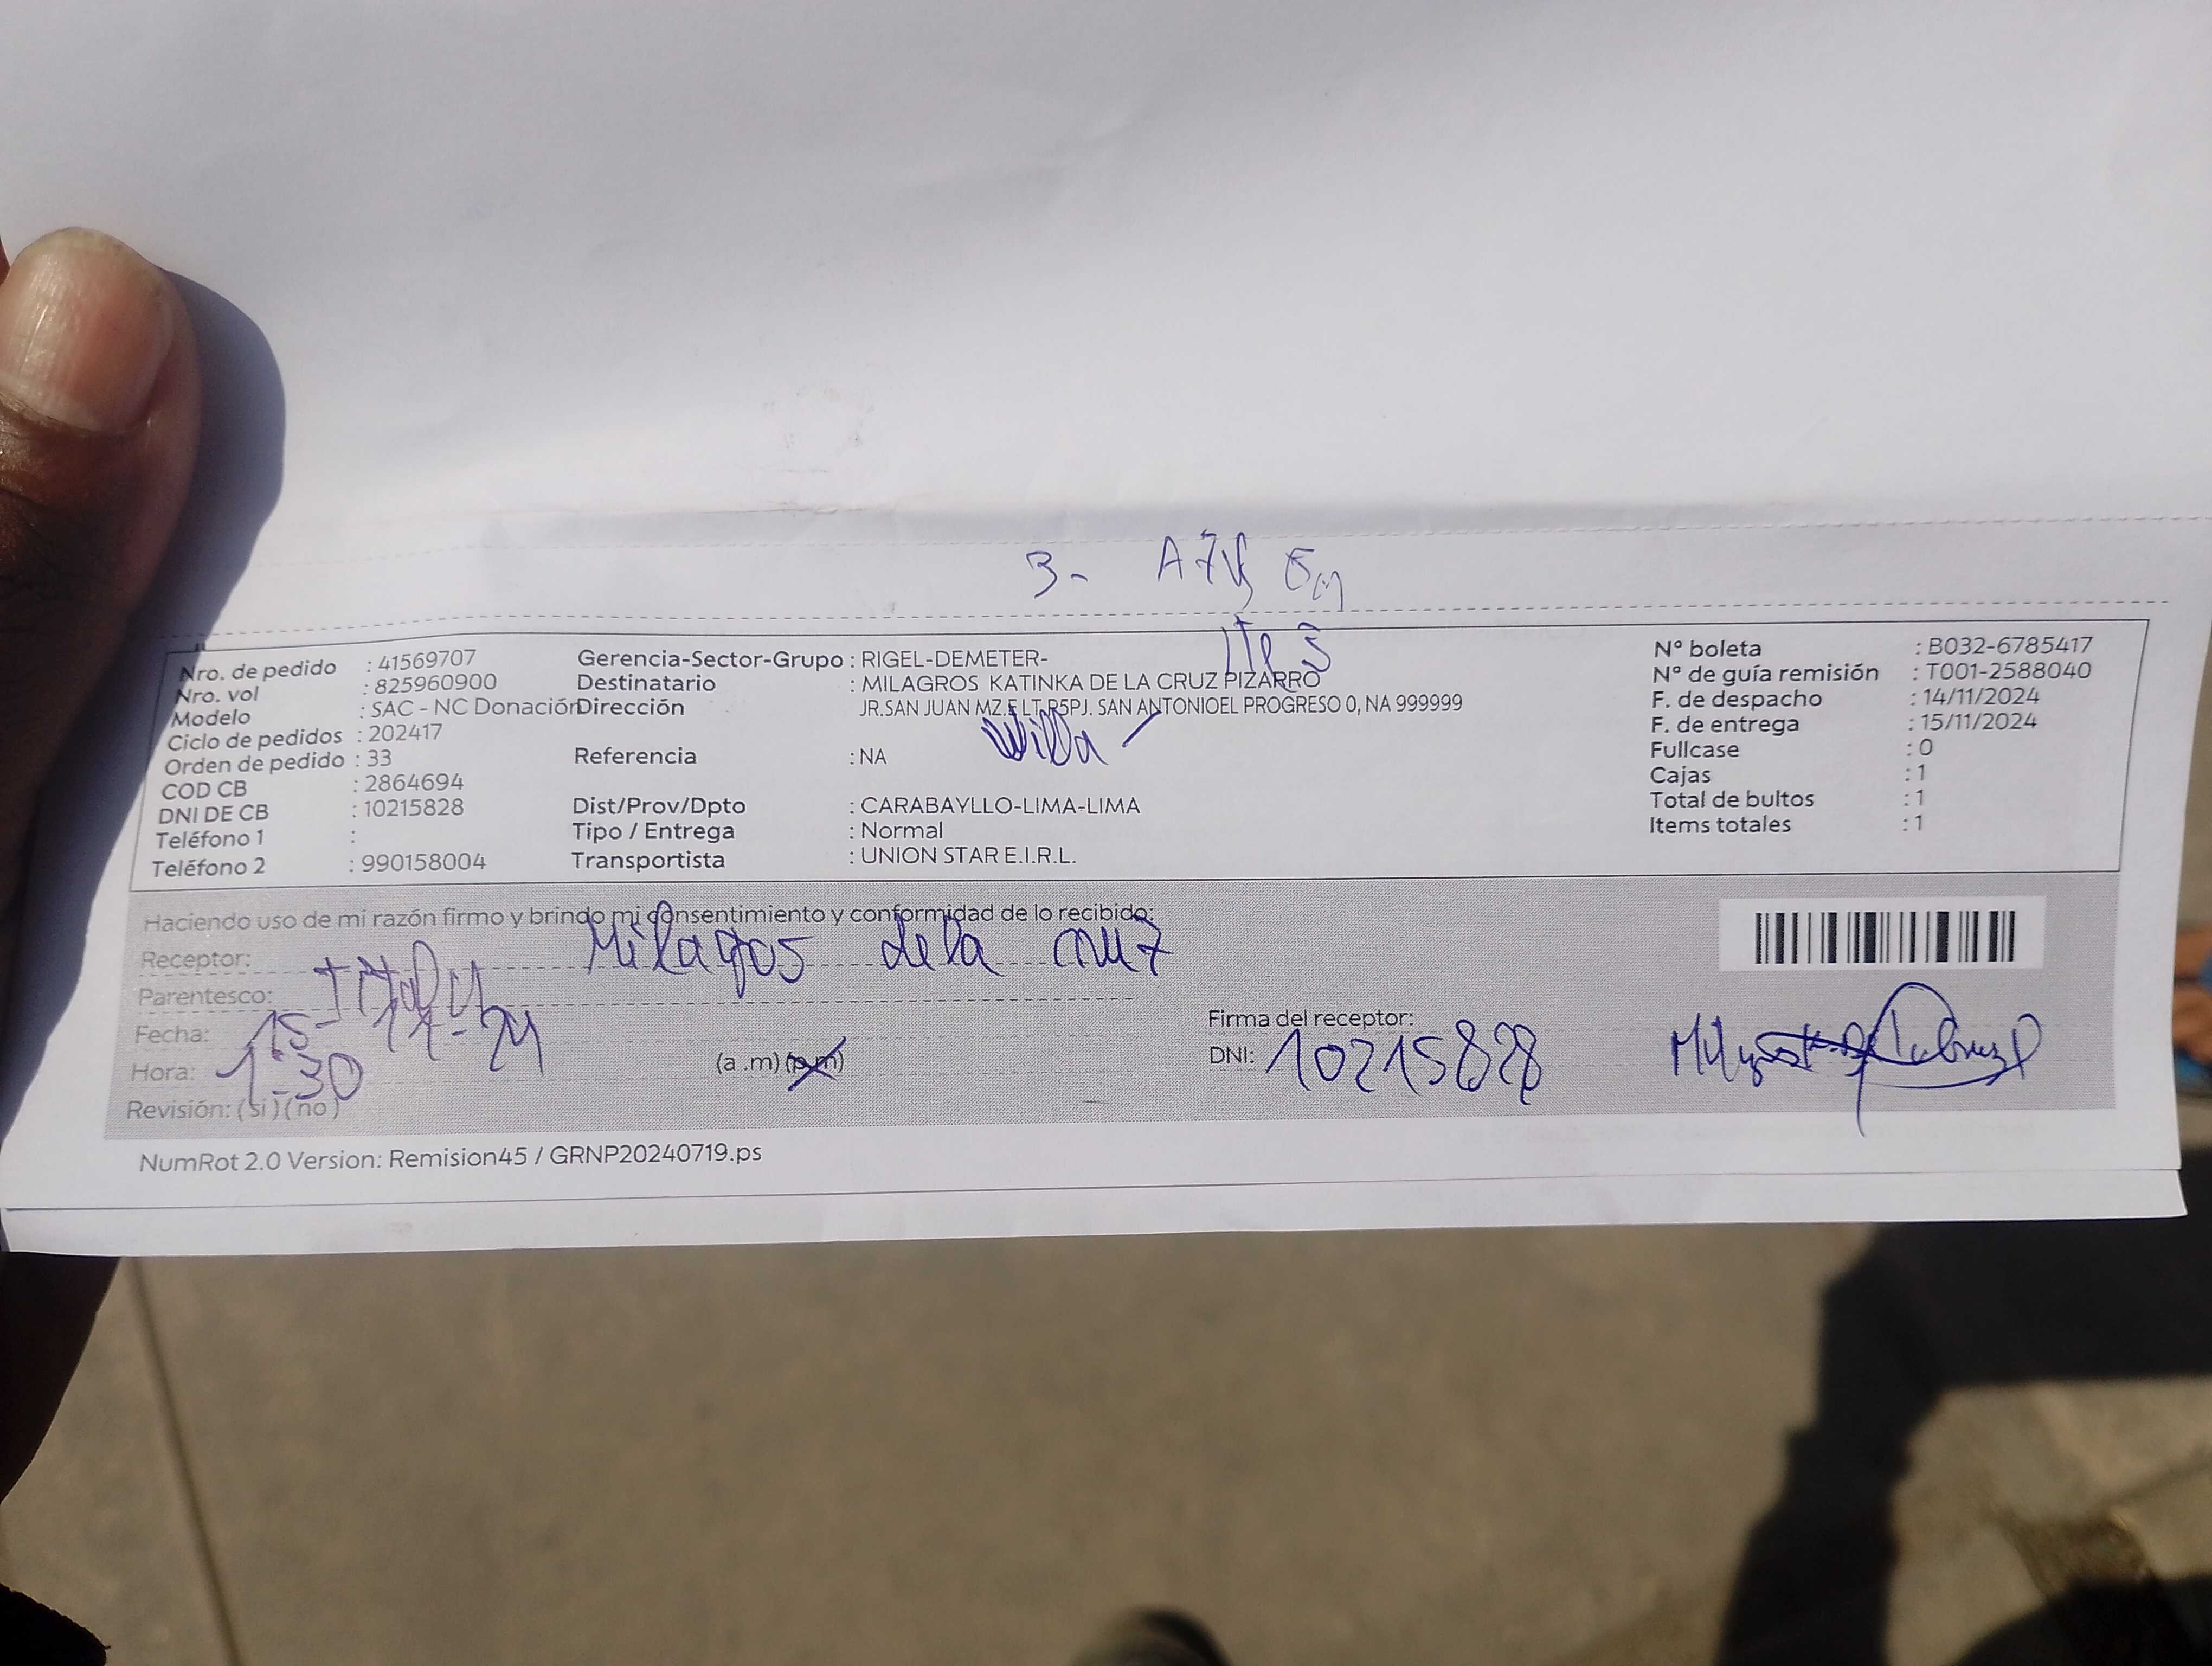 3-
Nro. de pedido : 41569707 Gerencia-Sector-Grupo : RIGEL-DEMETER- Nº boleta : B032-6785417
Nro. vol : 825960900 Destinatario : MILAGROS KATINKA DE LA CRUZ PIZARRO Nº de guía remisión : T001-2588040
Modelo : SAC - NC Donación Dirección JR.SAN JUAN MZ.E LT.R5PJ. SAN ANTONIOEL PROGRESO 0, NA 999999 F. de despacho : 14/11/2024
Ciclo de pedidos : 202417 F. de entrega : 15/11/2024
Orden de pedido : 33 Referencia : NA Fullcase : 0
COD CB : 2864694 Cajas : 1
DNI DE CB : 10215828 Dist/Prov/Dpto : CARABAYLLO-LIMA-LIMA Total de bultos : 1
Teléfono 1 : Tipo / Entrega : Normal Items totales : 1
Teléfono 2 : 990158004 Transportista : UNION STAR E.I.R.L.
Haciendo uso de mi razón firmo y brindo mi consentimiento y conformidad de lo recibido:
Receptor: Milagros de la cruz
Parentesco:
Fecha: 15-11-24 Firma del receptor:
Hora: 1:30 (a .m) (p.m) DNI: 10215828
Revisión: (si) (no)
NumRot 2.0 Version: Remision45 / GRNP20240719.ps